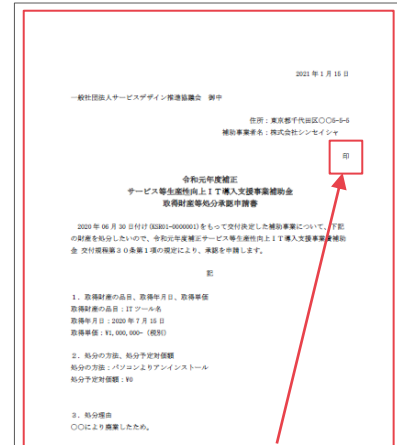 2021 年 1 月 15 日
一般社団法人サービスデザイン推進協議会　御中
住所：東京都千代田区〇〇5-5-5
補助事業者名：株式会社シンセイシャ
印
令和元年度補正
サービス等生産性向上ＩＴ導入支援事業補助金
取得財産等処分承認申請書
2020 年 06 月 30 日付け(KSR01-0000001)をもって交付決定した補助事業について、下記
の財産を処分したいので、令和元年度補正サービス等生産性向上ＩＴ導入支援事業費補助
金 交付規程第３０条第１項の規定により、承認を申請します。
記
１．取得財産の品目、取得年月日、取得単価
取得財産の品目：IT ツール名
取得年月日：2020 年 7 月 15 日
取得単価：¥1,000,000-（税別）
２．処分の方法、処分予定対価額
処分の方法：パソコンよりアンインストール
処分予定対価額：¥0
３．処分理由
〇〇により廃業したため。